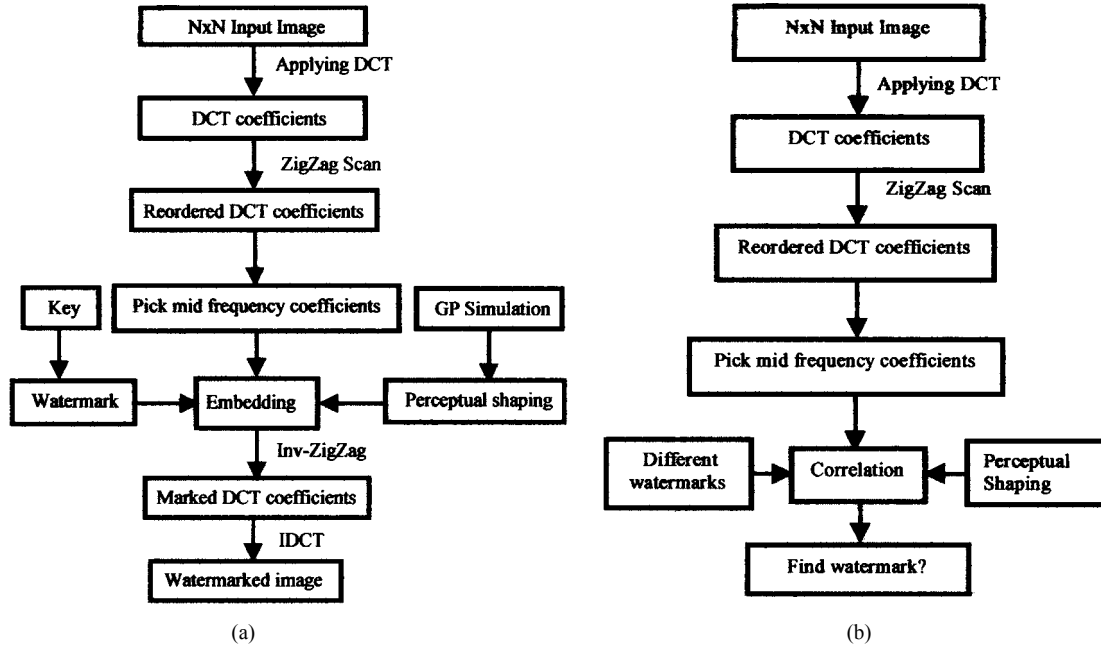 NxN Input Image
Applying DCT
DCT coefficients
ZigZag Scan
Reordered DCT coefficients
Key
Pick mid frequency coefficients
GP Simulation
Watermark
Embedding
Perceptual shaping
Inv-ZigZag
Marked DCT coefficients
IDCT
Watermarked image
(a)
NxN Input Image
Applying DCT
DCT coefficients
ZigZag Scan
Reordered DCT coefficients
Pick mid frequency coefficients
Different
watermarks
Correlation
Perceptual
Shaping
Find watermark?
(b)